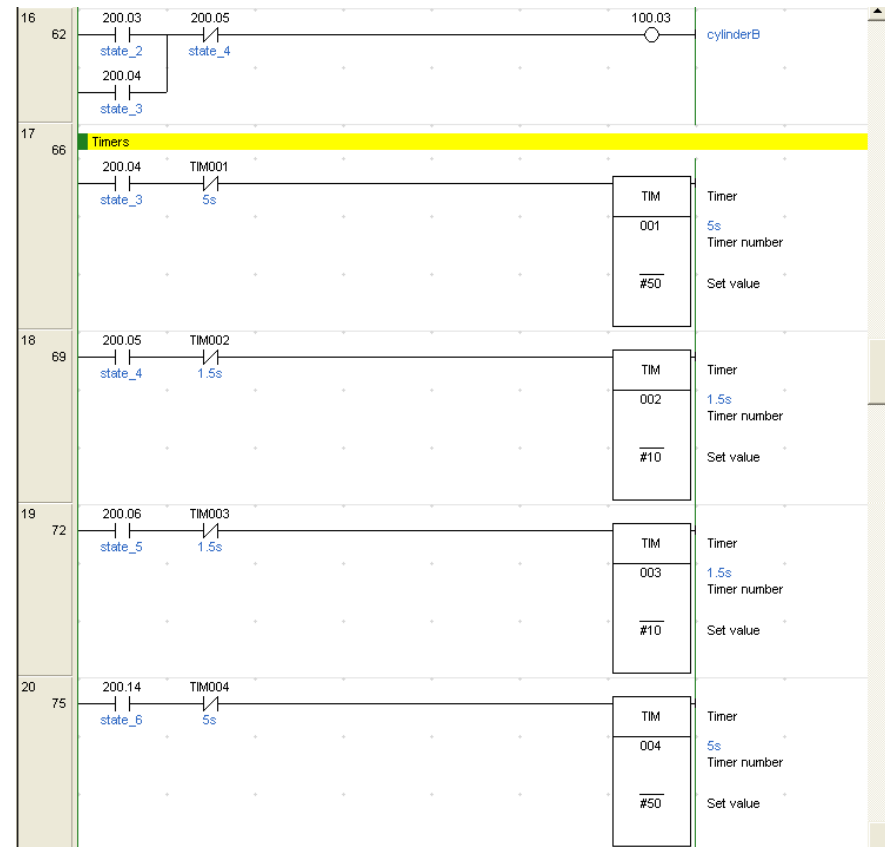 16 200.03 200.05 100.03
62 cylinderB
state_2 state_4
200.04
state_3
17
66 Timers
200.04 TIM001
state_3 5s
TIM Timer
001 5s
Timer number
#50 Set value
18 200.05 TIM002
69
state_4 1.5s
TIM Timer
002 1.5s
Timer number
#10 Set value
19 200.06 TIM003
72
state_5 1.5s
TIM Timer
003 1.5s
Timer number
#10 Set value
20 200.14 TIM004
75
state_6 5s
TIM Timer
004 5s
Timer number
#50 Set value